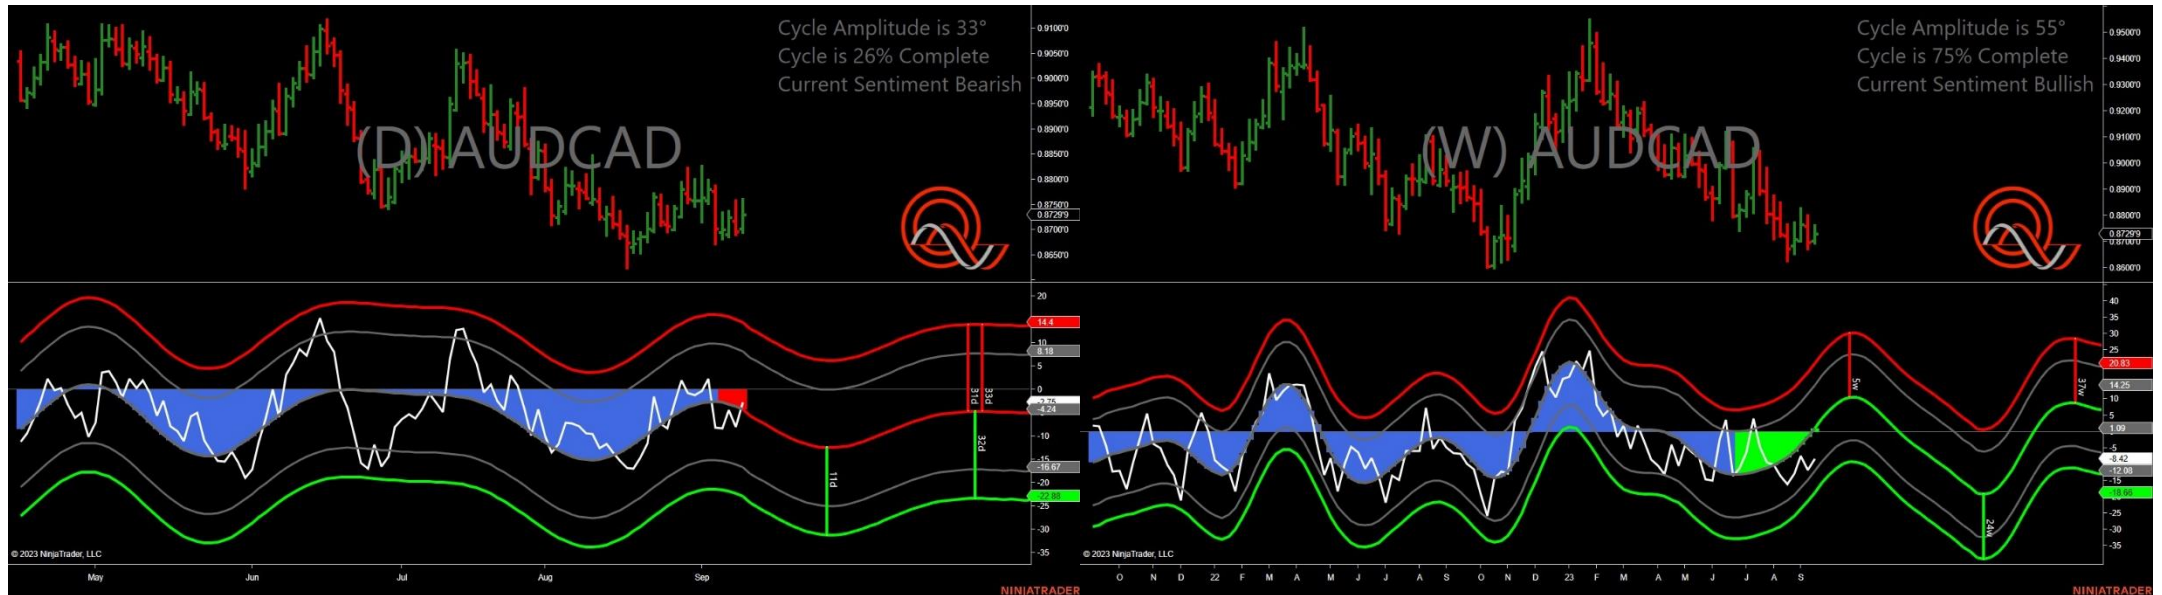 Cycle Amplitude is 33°
Cycle is 26% Complete
Current Sentiment Bearish
(D) AUDCAD
0.9100'0
0.9050'0
0.9000'0
0.8950'0
0.8900'0
0.8850'0
0.8800'0
0.8750'0
0.8729'9
0.8700'0
0.8650'0
20
14.4
10
8.18
5
0
-2.75
-4.24
-10
-15
-16.67
-20
-22.88
-25
-30
-35
31d
33d
32d
11d
© 2023 NinjaTrader, LLC
May Jun Jul Aug Sep
NINJATRADER
Cycle Amplitude is 55°
Cycle is 75% Complete
Current Sentiment Bullish
(W) AUDCAD
0.9500'0
0.9400'0
0.9300'0
0.9200'0
0.9100'0
0.9000'0
0.8900'0
0.8800'0
0.8729'9
0.8700'0
0.8600'0
40
35
30
25
20.83
14.25
10
5
1.09
-5
-8.42
-12.08
-15
-18.66
-25
-30
-35
5w
37w
24w
© 2023 NinjaTrader, LLC
O N D 22 F M A M J J A S O N D 23 F M A M J J A S
NINJATRADER